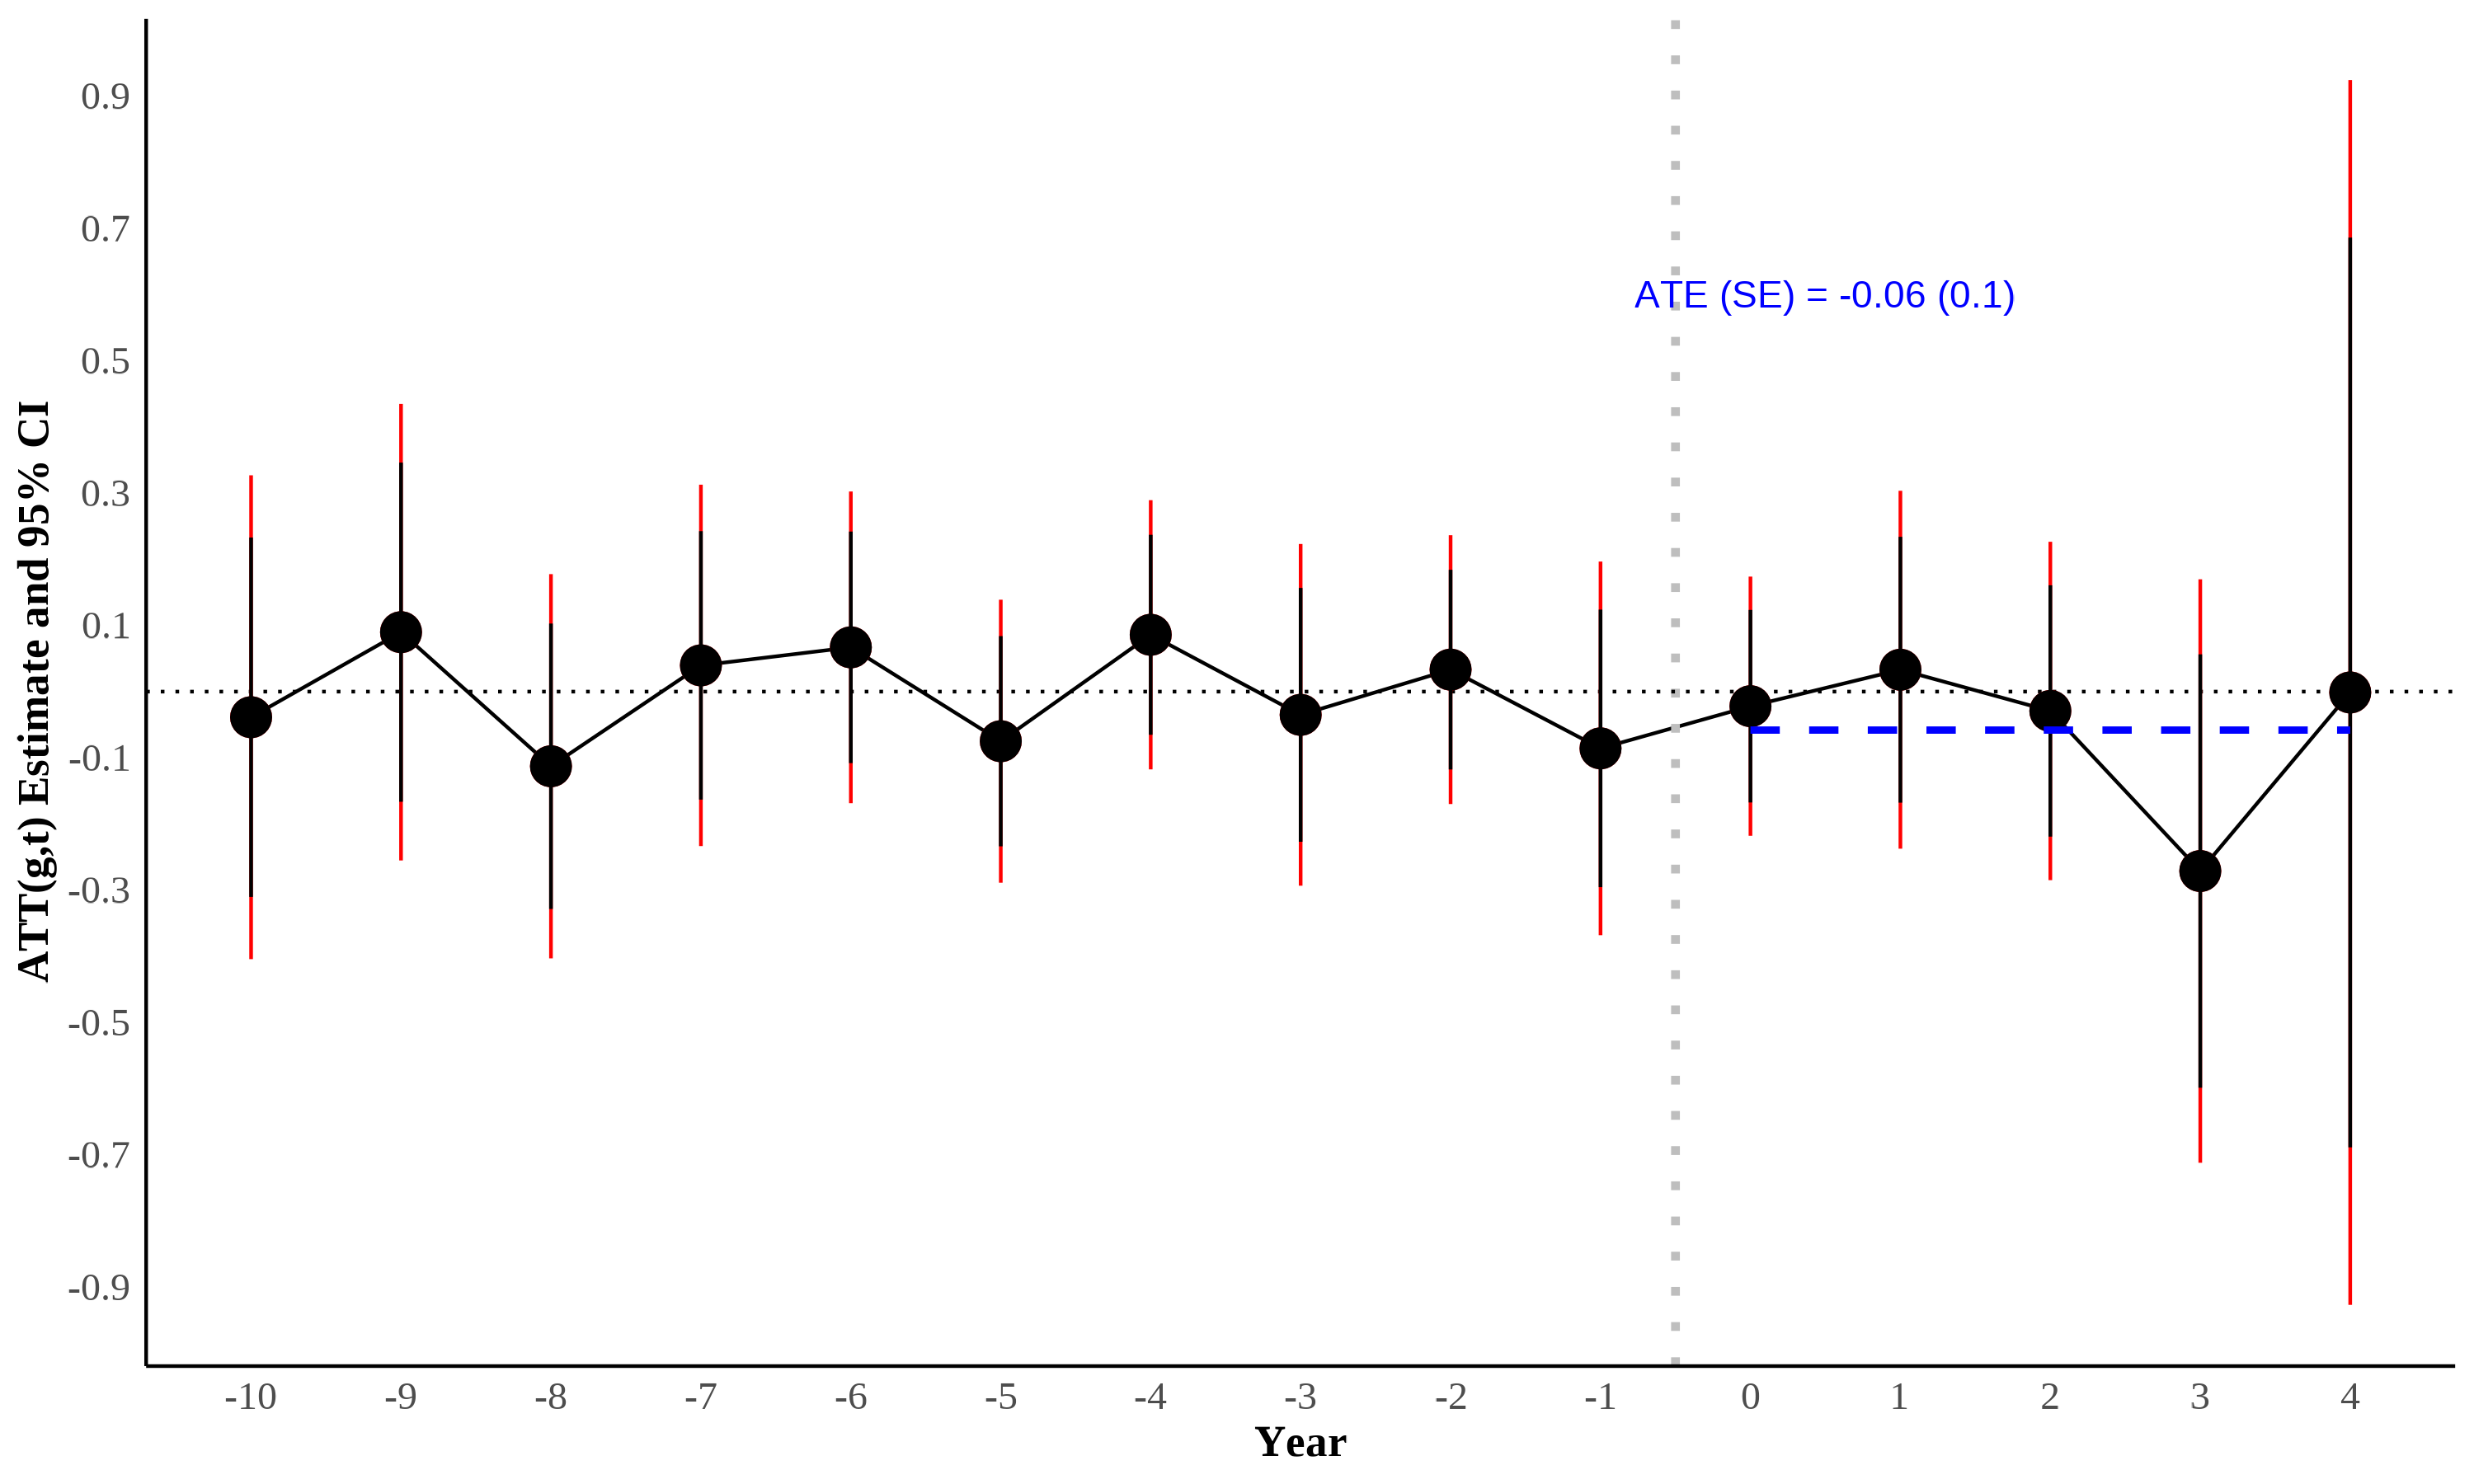 ATT(g,t) Estimate and 95% CI
0.9
0.7
0.5
0.3
0.1
-0.1
-0.3
-0.5
-0.7
-0.9
ATE (SE) = -0.06 (0.1)
-10 -9 -8 -7 -6 -5 -4 -3 -2 -1 0 1 2 3 4
Year